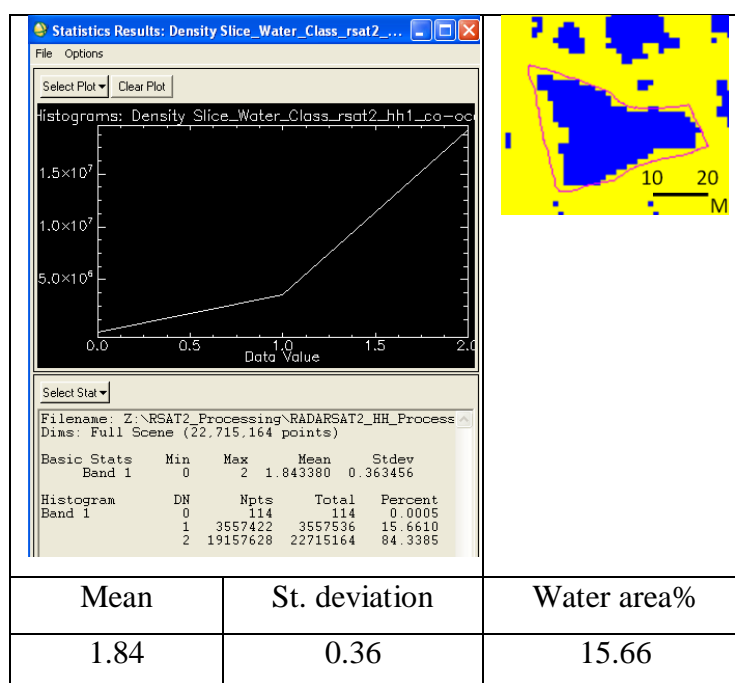 Statistics Results: Density Slice_Water_Class_rsat2_...
File Options
Select Plot Clear Plot
Histograms: Density Slice_Water_Class_rsat2_hh1_co-occ
1.5×10⁷
1.0×10⁷
5.0×10⁶
0.0 0.5 1.0 1.5 2.0
Data Value
10 20
M
Select Stat
Filename: Z:\RSAT2_Processing\RADARSAT2_HH_Process
Dims: Full Scene (22,715,164 points)
Basic Stats Min Max Mean Stdev
Band 1 0 2 1.843380 0.363456
Histogram DN Npts Total Percent
Band 1 0 114 114 0.0005
1 3557422 3557536 15.6610
2 19157628 22715164 84.3385
Mean St. deviation Water area%
1.84 0.36 15.66